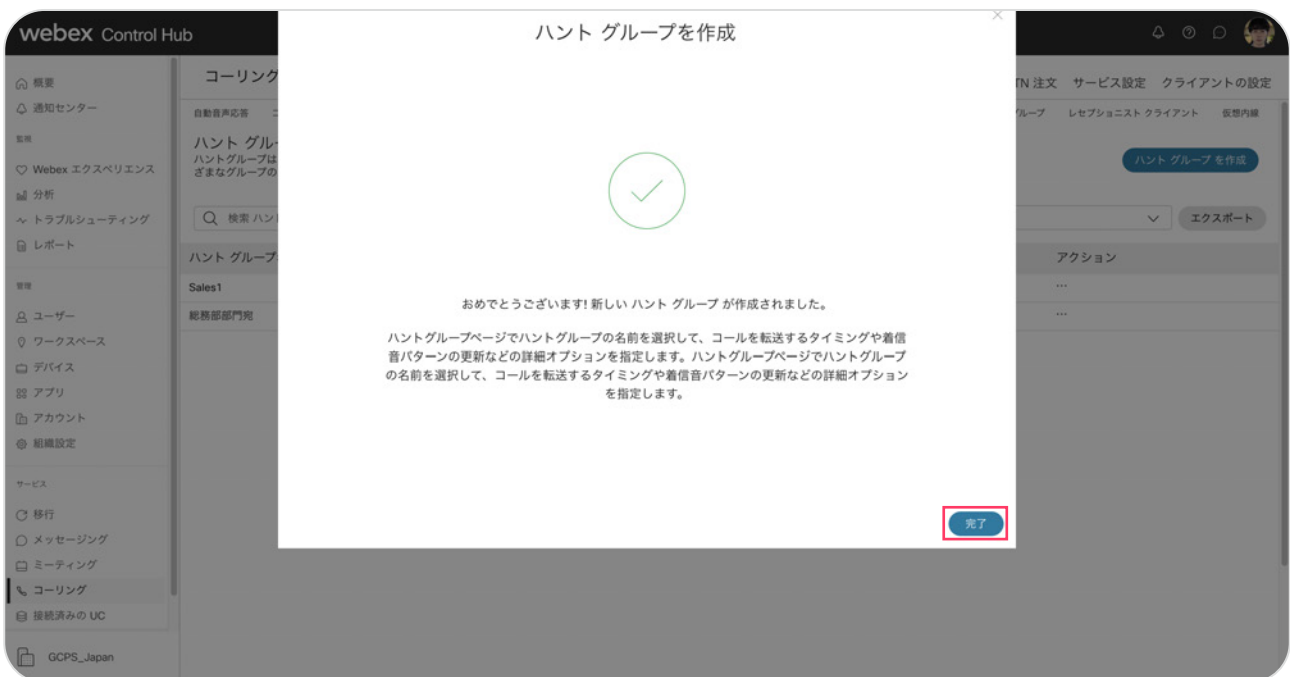 webex Control Hub
ハント グループを作成
概要
通知センター
監視
Webex エクスペリエンス
分析
トラブルシューティング
レポート
管理
ユーザー
ワークスペース
デバイス
アプリ
アカウント
組織設定
サービス
移行
メッセージング
ミーティング
コーリング
接続済みの UC
GCPS_Japan
コーリング
TN 注文 サービス設定 クライアントの設定
自動音声応答
ループ レセプショニスト クライアント 仮想内線
ハント グル
ハントグループは
ざまなグループの
ハント グループ を作成
検索 ハン
エクスポート
ハント グループ
アクション
Sales1
...
総務部部門宛
...
おめでとうございます! 新しい ハント グループ が作成されました。
ハントグループページでハントグループの名前を選択して、コールを転送するタイミングや着信
音パターンの更新などの詳細オプションを指定します。ハントグループページでハントグループ
の名前を選択して、コールを転送するタイミングや着信音パターンの更新などの詳細オプション
を指定します。
完了